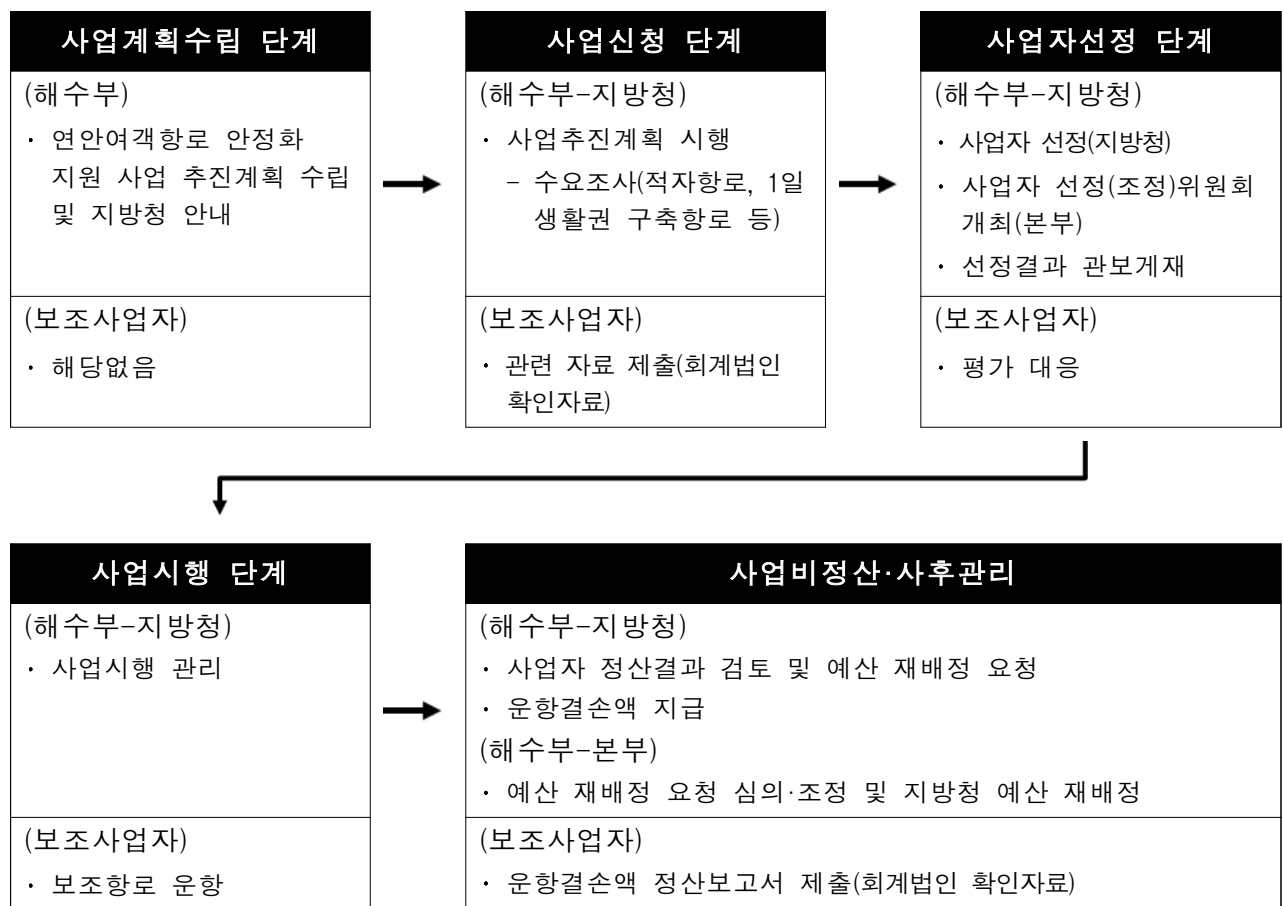 사업계획수립 단계
(해수부)
· 연안여객항로 안정화
지원 사업 추진계획 수립
및 지방청 안내
(보조사업자)
· 해당없음
사업신청 단계
(해수부-지방청)
· 사업추진계획 시행
- 수요조사(적자항로, 1일
생활권 구축항로 등)
(보조사업자)
· 관련 자료 제출(회계법인
확인자료)
사업자선정 단계
(해수부-지방청)
· 사업자 선정(지방청)
· 사업자 선정(조정)위원회
개최(본부)
· 선정결과 관보게재
(보조사업자)
· 평가 대응
사업시행 단계
(해수부-지방청)
· 사업시행 관리
(보조사업자)
· 보조항로 운항
사업비정산·사후관리
(해수부-지방청)
· 사업자 정산결과 검토 및 예산 재배정 요청
· 운항결손액 지급
(해수부-본부)
· 예산 재배정 요청 심의·조정 및 지방청 예산 재배정
(보조사업자)
· 운항결손액 정산보고서 제출(회계법인 확인자료)